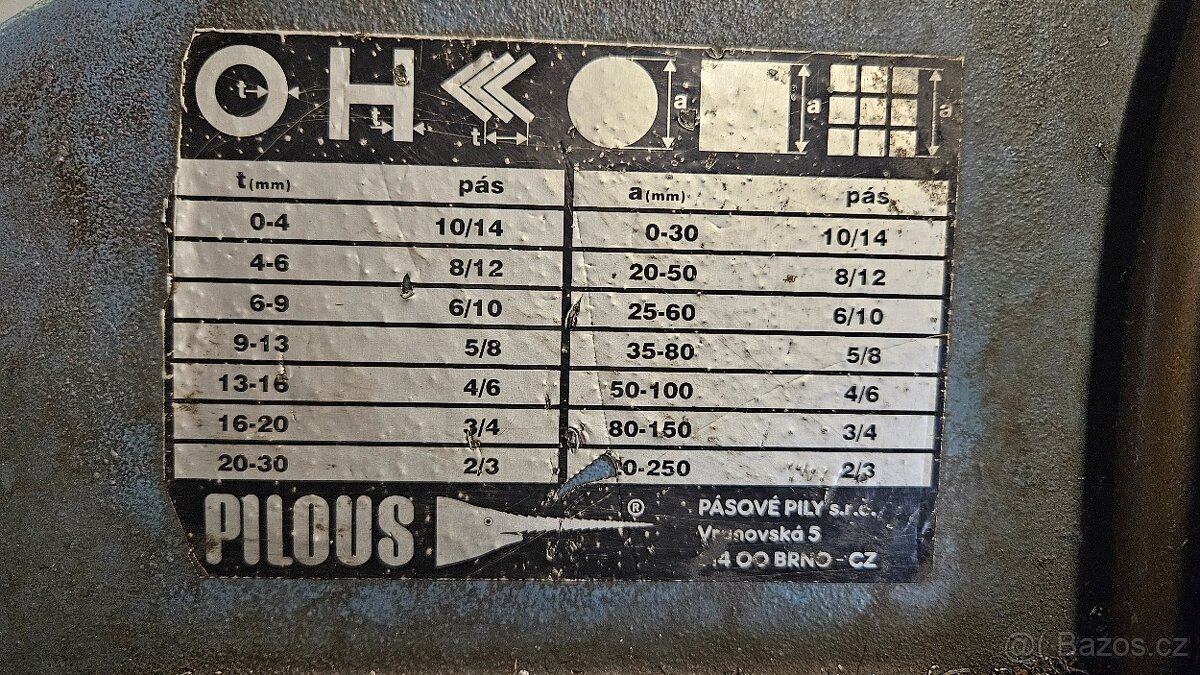 t t t a a a
t(mm) pás a(mm) pás
0-4 10/14 0-30 10/14
4-6 8/12 20-50 8/12
6-9 6/10 25-60 6/10
9-13 5/8 35-80 5/8
13-16 4/6 50-100 4/6
16-20 3/4 80-150 3/4
20-30 2/3 2/3
PILOUS ® PÁSOVÉ PILY s.r.o.
5
OO BRNO - CZ
Bazos.cz